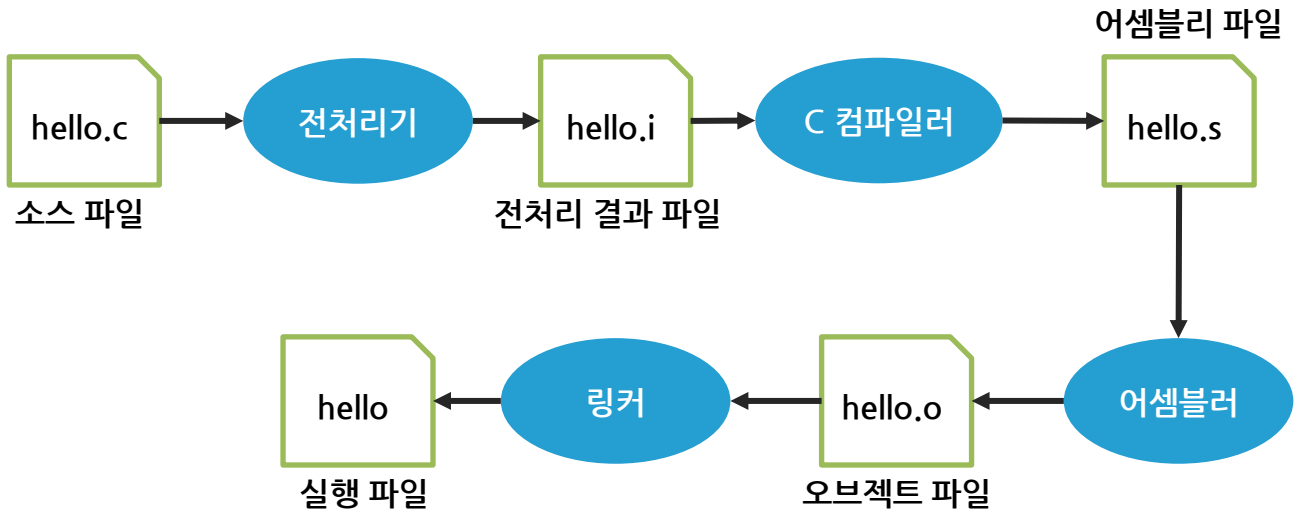 어셈블리 파일
hello.c
전처리기
hello.i
C 컴파일러
hello.s
소스 파일
전처리 결과 파일
hello
링커
hello.o
어셈블러
실행 파일
오브젝트 파일